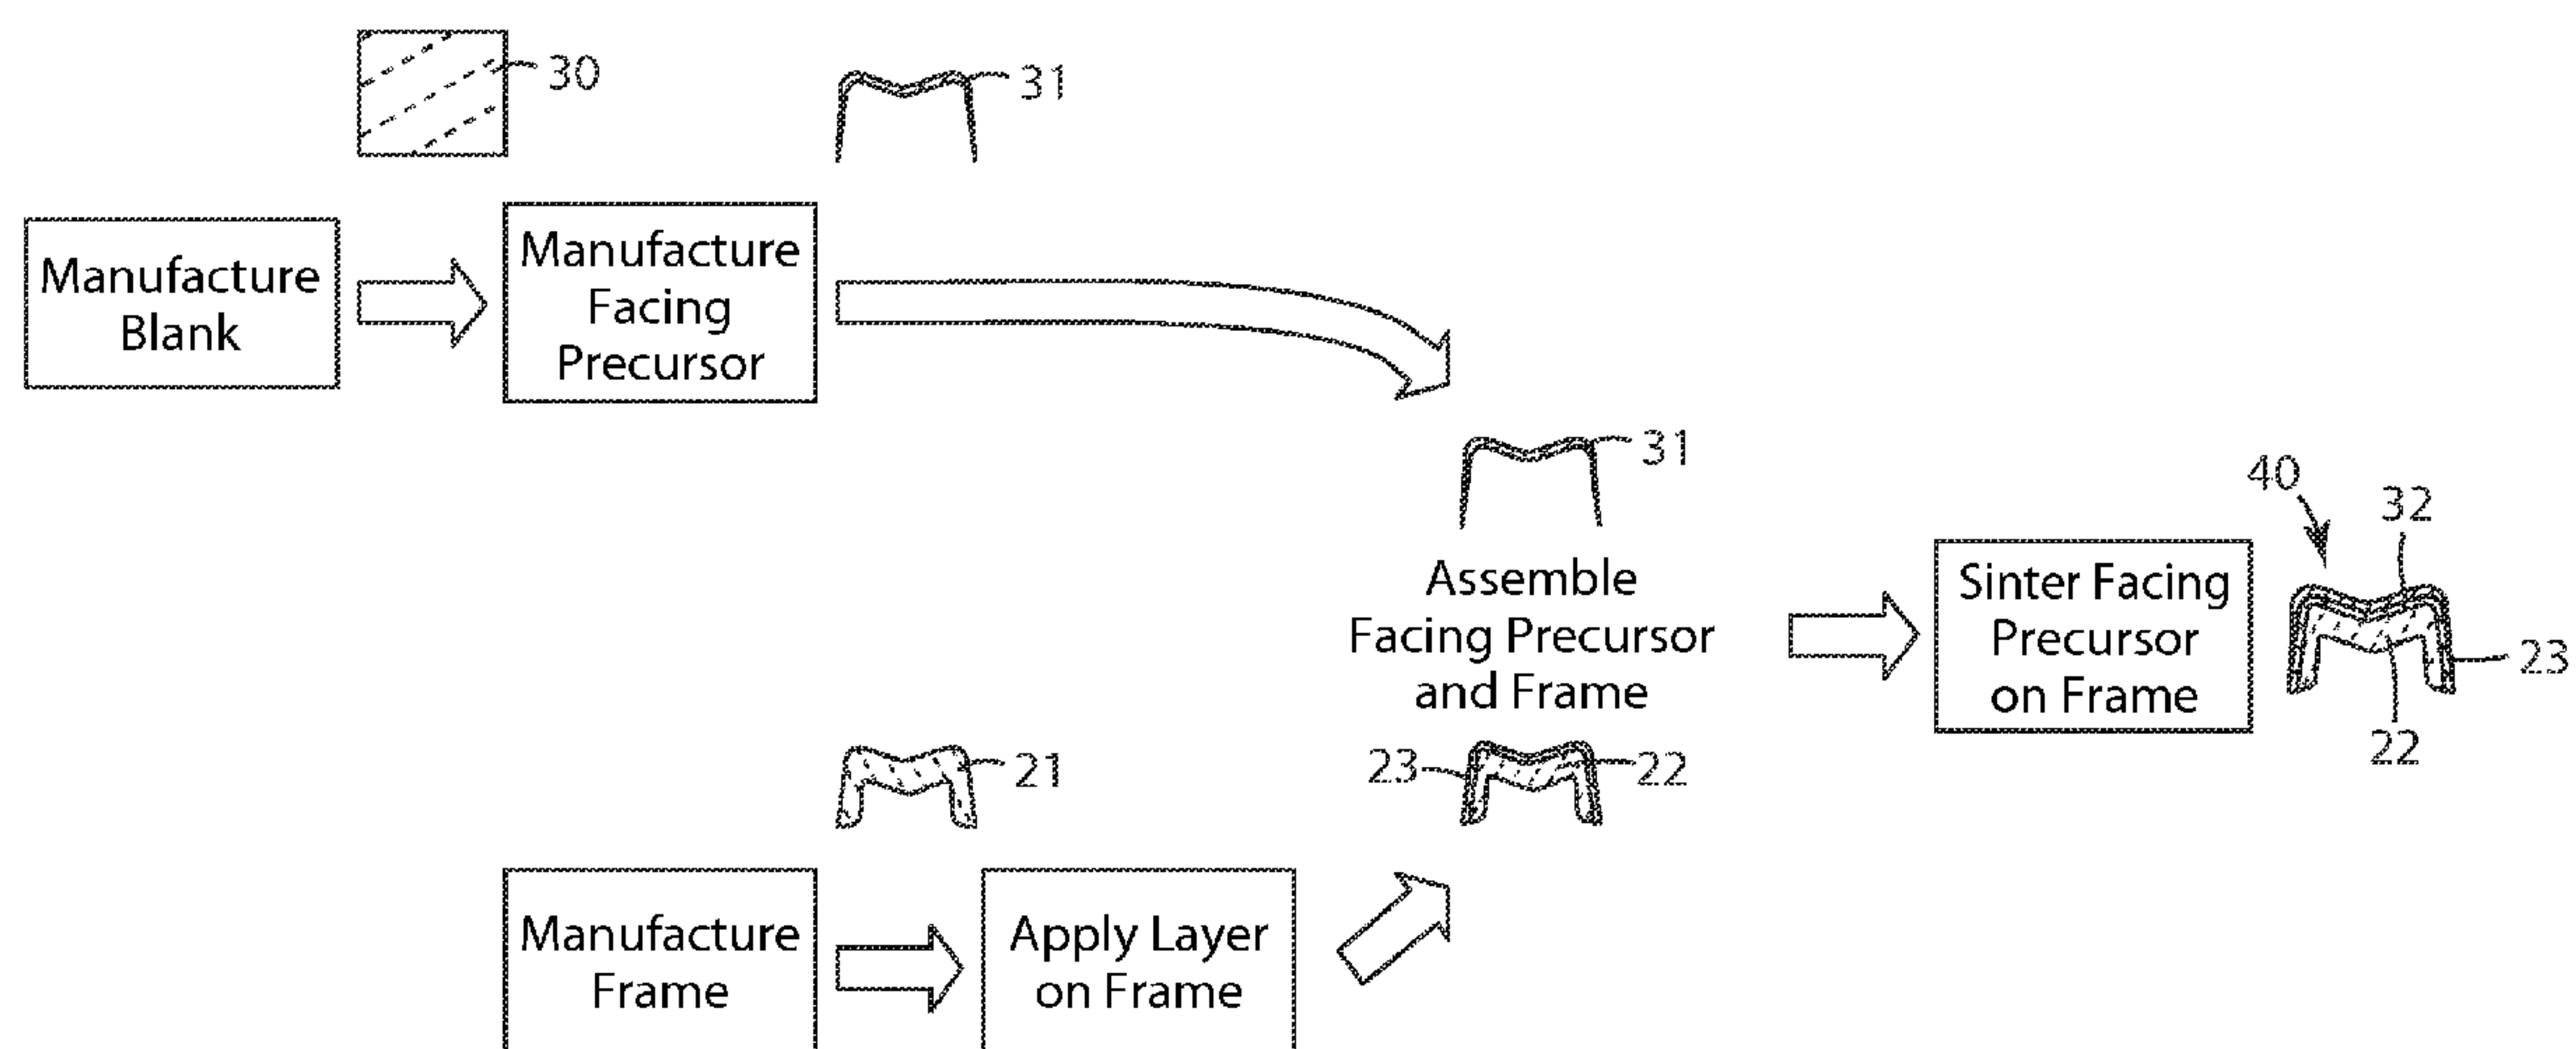 30
31
Manufacture
Blank
Manufacture
Facing
Precursor
31
40
32
Assemble
Facing Precursor
and Frame
Sinter Facing
Precursor
on Frame
23
22
21
23
22
Manufacture
Frame
Apply Layer
on Frame